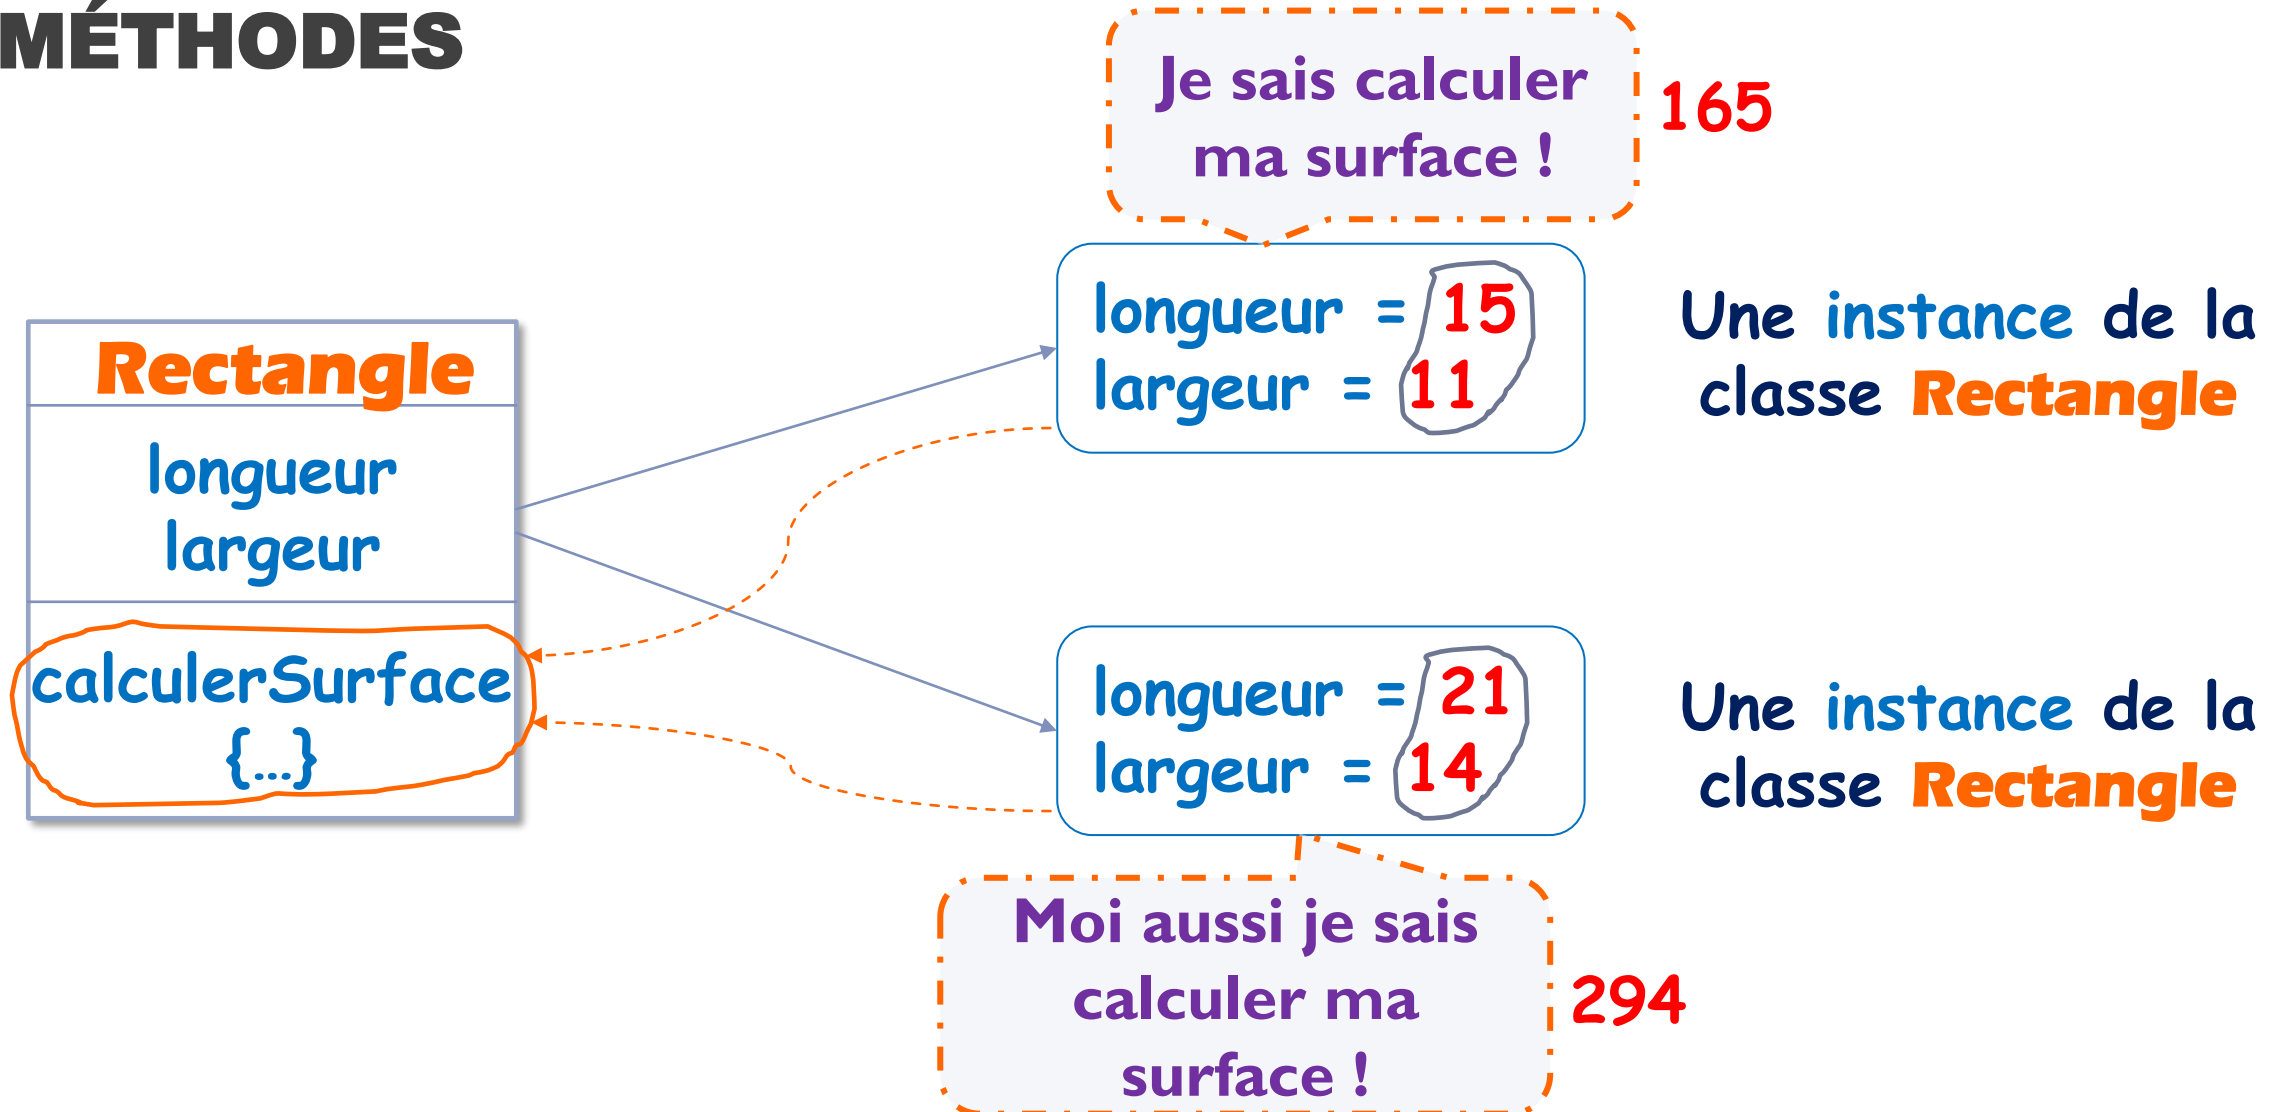 MÉTHODES
Je sais calculer
ma surface !
165
Rectangle
longueur
largeur
calculerSurface
{…}
longueur = 15
largeur = 11
Une instance de la
classe Rectangle
longueur = 21
largeur = 14
Une instance de la
classe Rectangle
Moi aussi je sais
calculer ma
surface !
294